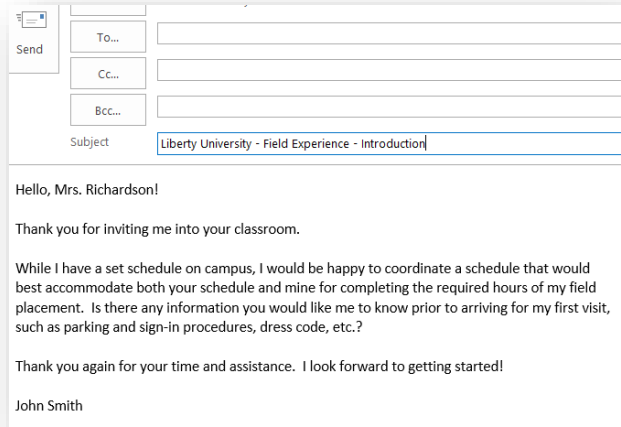 Send
To...
Cc...
Bcc...
Subject
Liberty University - Field Experience - Introduction
Hello, Mrs. Richardson!
Thank you for inviting me into your classroom.
While I have a set schedule on campus, I would be happy to coordinate a schedule that would
best accommodate both your schedule and mine for completing the required hours of my field
placement.  Is there any information you would like me to know prior to arriving for my first visit,
such as parking and sign-in procedures, dress code, etc.?
Thank you again for your time and assistance.  I look forward to getting started!
John Smith